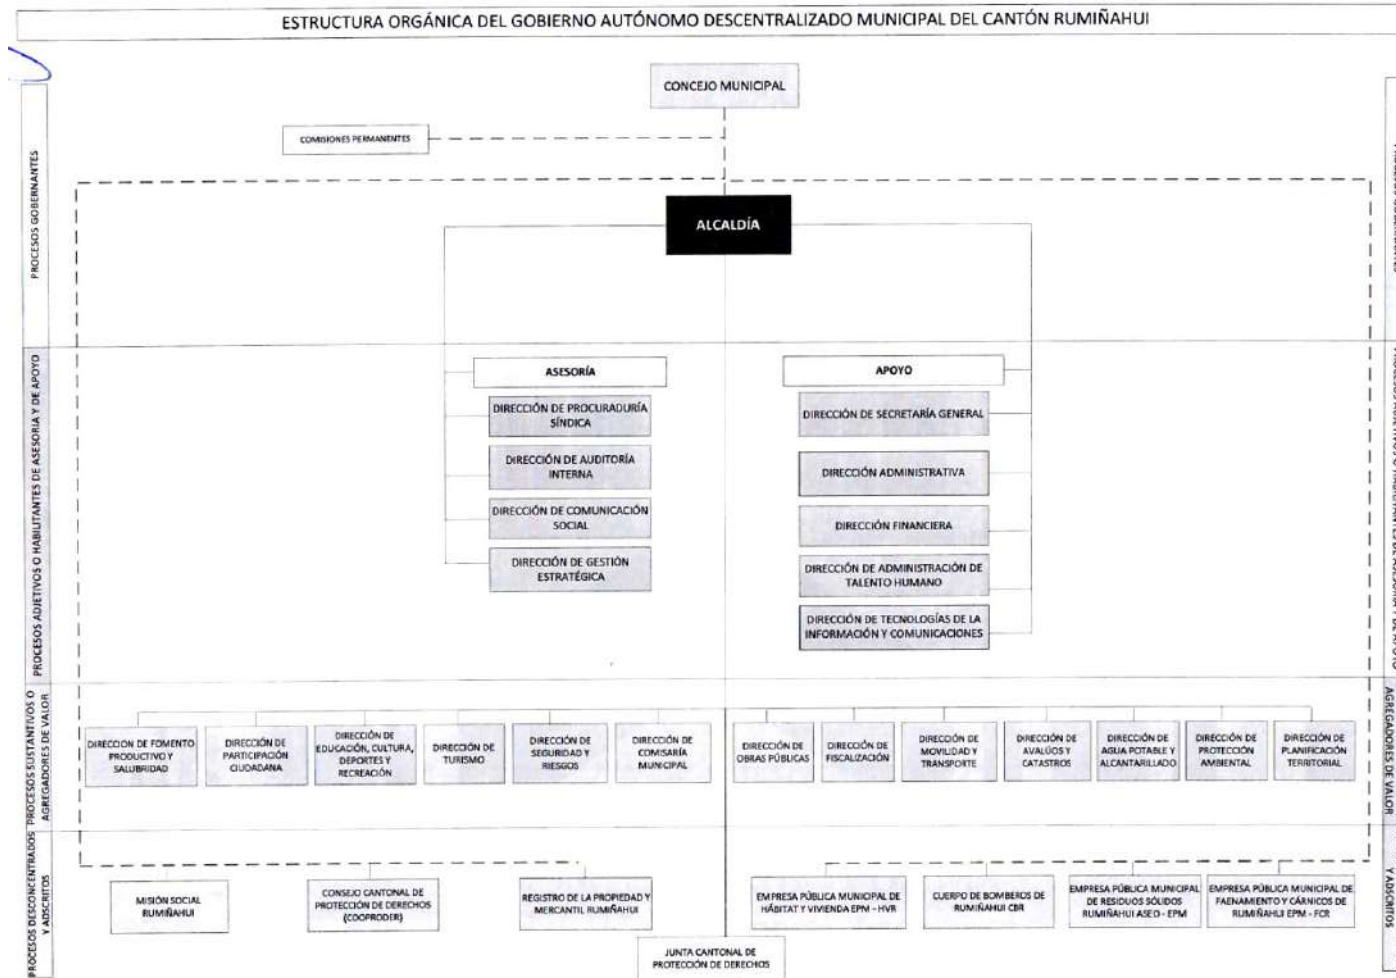 ESTRUCTURA ORGÁNICA DEL GOBIERNO AUTÓNOMO DESCENTRALIZADO MUNICIPAL DEL CANTÓN RUMIÑAHUI
CONCEJO MUNICIPAL
COMISIONES PERMANENTES
PROCESOS GOBERNANTES
ALCALDÍA
PROCESOS ADJETIVOS O HABILITANTES DE ASESORIA Y DE APOYO
ASESORÍA
DIRECCIÓN DE PROCURADURÍA
SÍNDICA
DIRECCIÓN DE AUDITORÍA
INTERNA
DIRECCIÓN DE COMUNICACIÓN
SOCIAL
DIRECCIÓN DE GESTIÓN
ESTRATÉGICA
APOYO
DIRECCIÓN DE SECRETARÍA GENERAL
DIRECCIÓN ADMINISTRATIVA
DIRECCIÓN FINANCIERA
DIRECCIÓN DE ADMINISTRACIÓN DE
TALENTO HUMANO
DIRECCIÓN DE TECNOLOGÍAS DE LA
INFORMACIÓN Y COMUNICACIONES
PROCESOS SUSTANTIVOS O
AGREGADORES DE VALOR
DIRECCION DE FOMENTO
PRODUCTIVO Y
SALUBRIDAD
DIRECCIÓN DE
PARTICIPACIÓN
CIUDADANA
DIRECCIÓN DE
EDUCACIÓN, CULTURA,
DEPORTES Y
RECREACIÓN
DIRECCIÓN DE
TURISMO
DIRECCIÓN DE
SEGURIDAD Y
RIESGOS
DIRECCIÓN DE
COMISARÍA
MUNICIPAL
DIRECCIÓN DE
OBRAS PÚBLICAS
DIRECCIÓN DE
FISCALIZACIÓN
DIRECCIÓN DE
MOVILIDAD Y
TRANSPORTE
DIRECCIÓN DE
AVALÚOS Y
CATASTROS
DIRECCIÓN DE
AGUA POTABLE Y
ALCANTARILLADO
DIRECCIÓN DE
PROTECCIÓN
AMBIENTAL
DIRECCIÓN DE
PLANIFICACIÓN
TERRITORIAL
AGREGADORES DE VALOR
PROCESOS DESCONCENTRADOS
Y ADSCRITOS
MISIÓN SOCIAL
RUMIÑAHUI
CONSEJO CANTONAL DE
PROTECCIÓN DE DERECHOS
(COOPRODER)
REGISTRO DE LA PROPIEDAD Y
MERCANTIL RUMIÑAHUI
EMPRESA PÚBLICA MUNICIPAL DE
HÁBITAT Y VIVIENDA EPM - HVR
CUERPO DE BOMBEROS DE
RUMIÑAHUI CBR
EMPRESA PÚBLICA MUNICIPAL
DE RESIDUOS SÓLIDOS
RUMIÑAHUI ASEO - EPM
EMPRESA PÚBLICA MUNICIPAL DE
FAENAMIENTO Y CÁRNICOS DE
RUMIÑAHUI EPM - FCR
Y ADSCRITOS
JUNTA CANTONAL DE
PROTECCIÓN DE DERECHOS